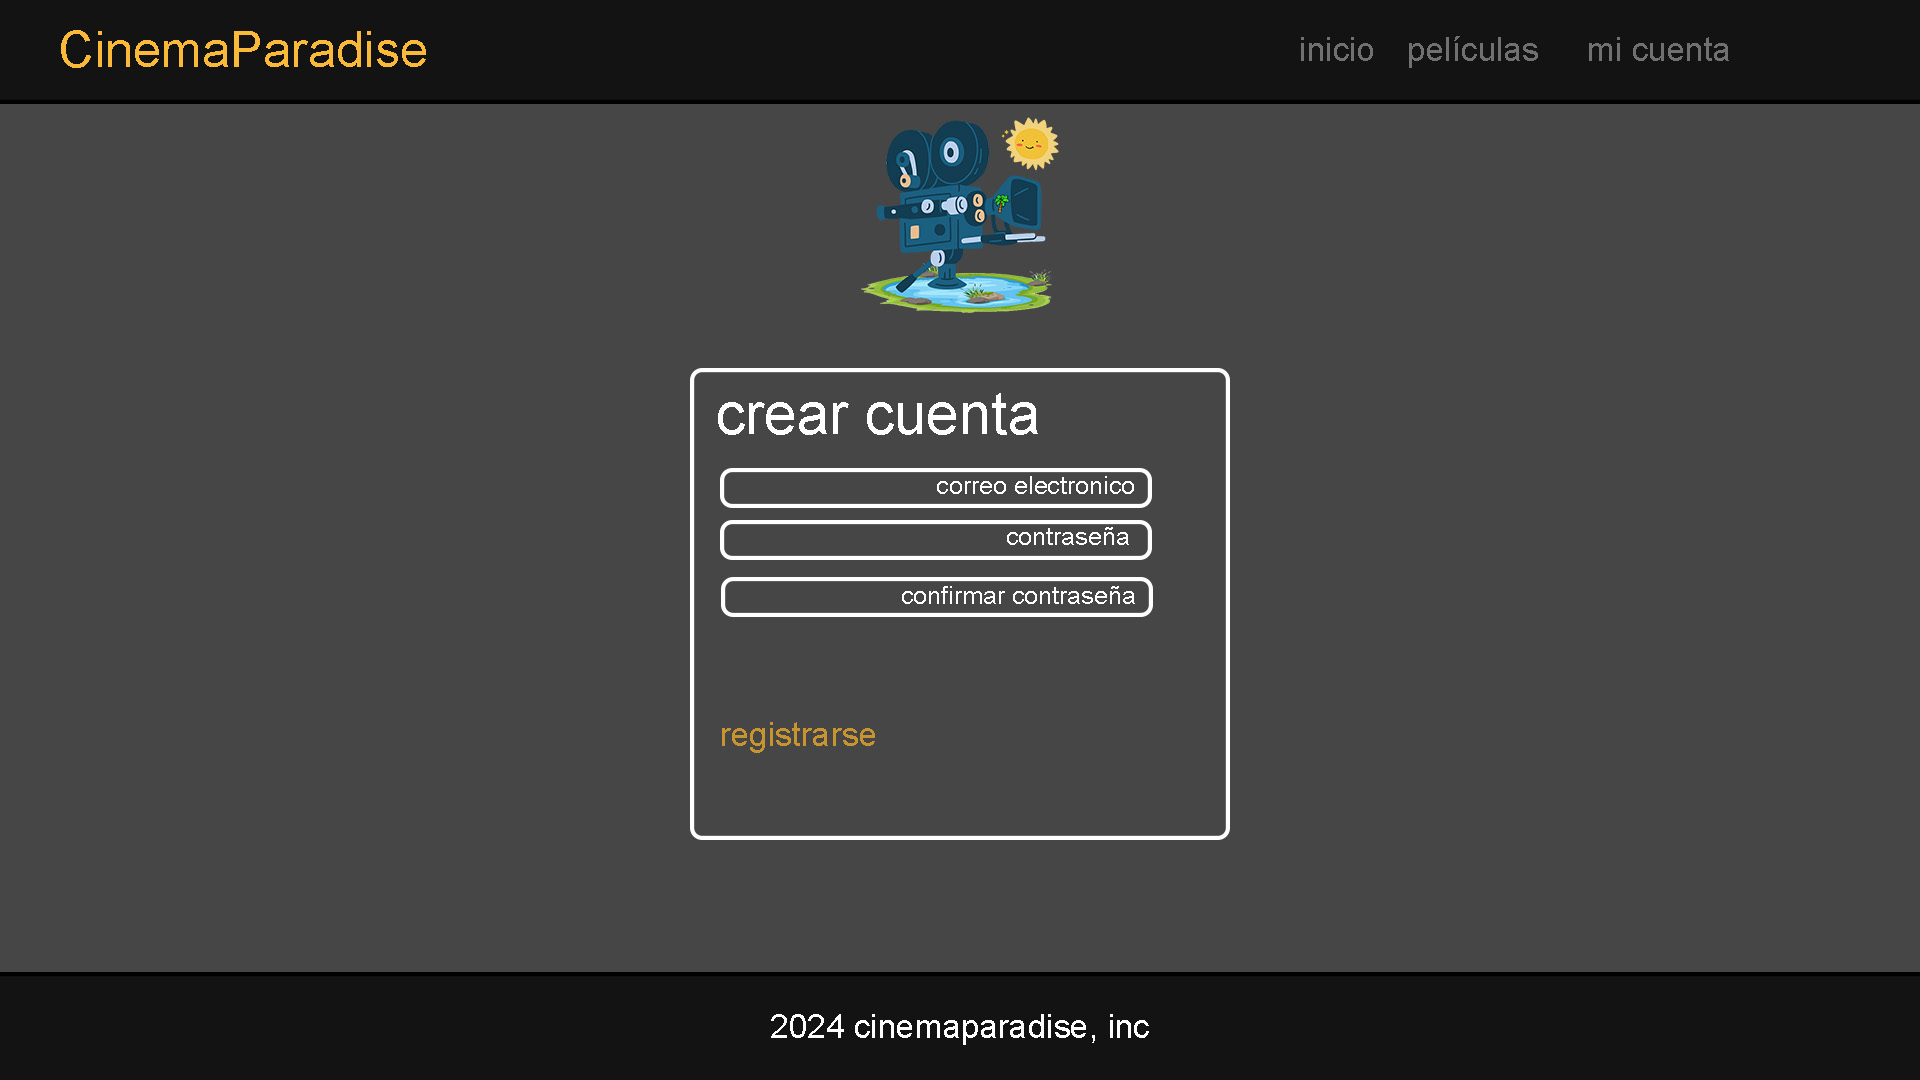 CinemaParadise
inicio películas mi cuenta
crear cuenta
correo electronico
contraseña
confirmar contraseña
registrarse
2024 cinemaparadise, inc